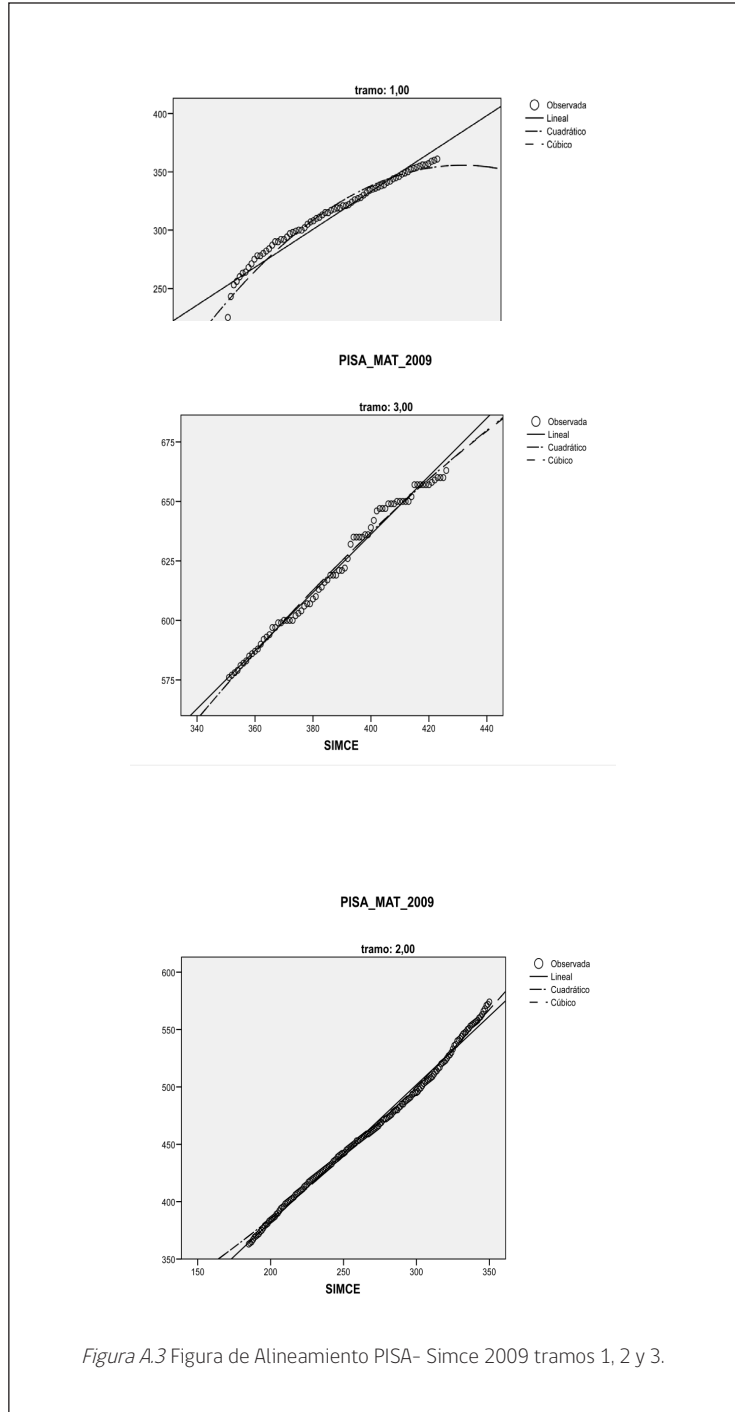 tramo: 1,00
400
350
300
250
Observada
Lineal
Cuadrático
Cúbico
PISA_MAT_2009
tramo: 3,00
675
650
625
600
575
340 360 380 400 420 440
SIMCE
Observada
Lineal
Cuadrático
Cúbico
PISA_MAT_2009
tramo: 2,00
600
550
500
450
400
350
150 200 250 300 350
SIMCE
Observada
Lineal
Cuadrático
Cúbico
Figura A.3 Figura de Alineamiento PISA- Simce 2009 tramos 1, 2 y 3.